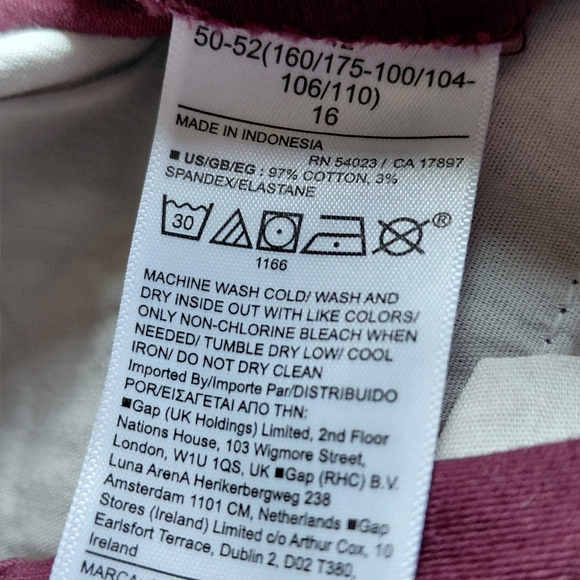 50-52(160/175-100/104-
106/110)
16
MADE IN INDONESIA
RN 54023 / CA 17897
■ US/GB/EG : 97% COTTON, 3%
SPANDEX/ELASTANE
30
®
1166
MACHINE WASH COLD/ WASH AND
DRY INSIDE OUT WITH LIKE COLORS/
ONLY NON-CHLORINE BLEACH WHEN
NEEDED/ TUMBLE DRY LOW/ COOL
IRON/ DO NOT DRY CLEAN
Imported By/Importe Par/DISTRIBUIDO
POR/ΕΙΣΑΓΕΤΑΙ ΑΠΟ ΤΗΝ:
■Gap (UK Holdings) Limited, 2nd Floor
Nations House, 103 Wigmore Street,
London, W1U 1QS, UK ■Gap (RHC) B.V.
Luna ArenA Herikerbergweg 238
Amsterdam 1101 CM, Netherlands ■Gap
Stores (Ireland) Limited c/o Arthur Cox, 10
Earlsfort Terrace, Dublin 2, D02 T380,
Ireland